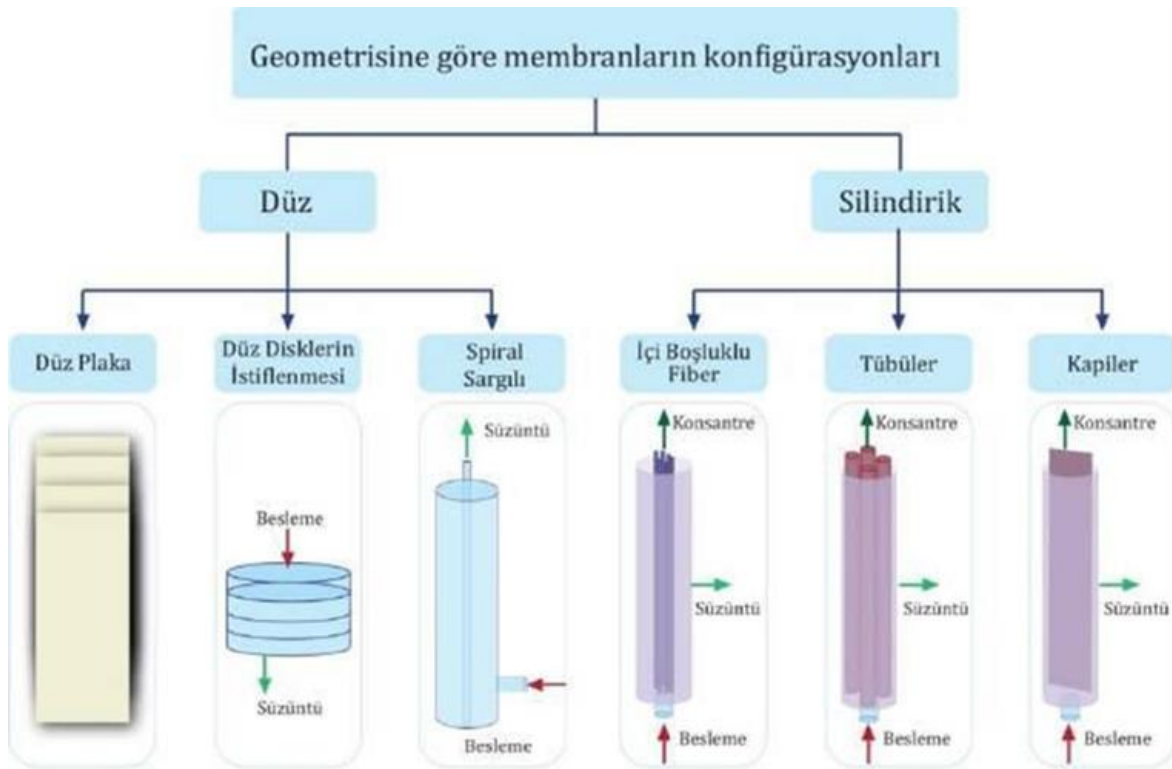 Geometrisine göre membranların konfigürasyonları
Düz
Silindirik
Düz Plaka
Düz Disklerin
İstiflenmesi
Spiral
Sargılı
İçi Boşluklu
Fiber
Tübüler
Kapiler
Besleme
Süzüntü
Süzüntü
Besleme
Konsantre
Süzüntü
Besleme
Konsantre
Süzüntü
Besleme
Konsantre
Süzüntü
Besleme